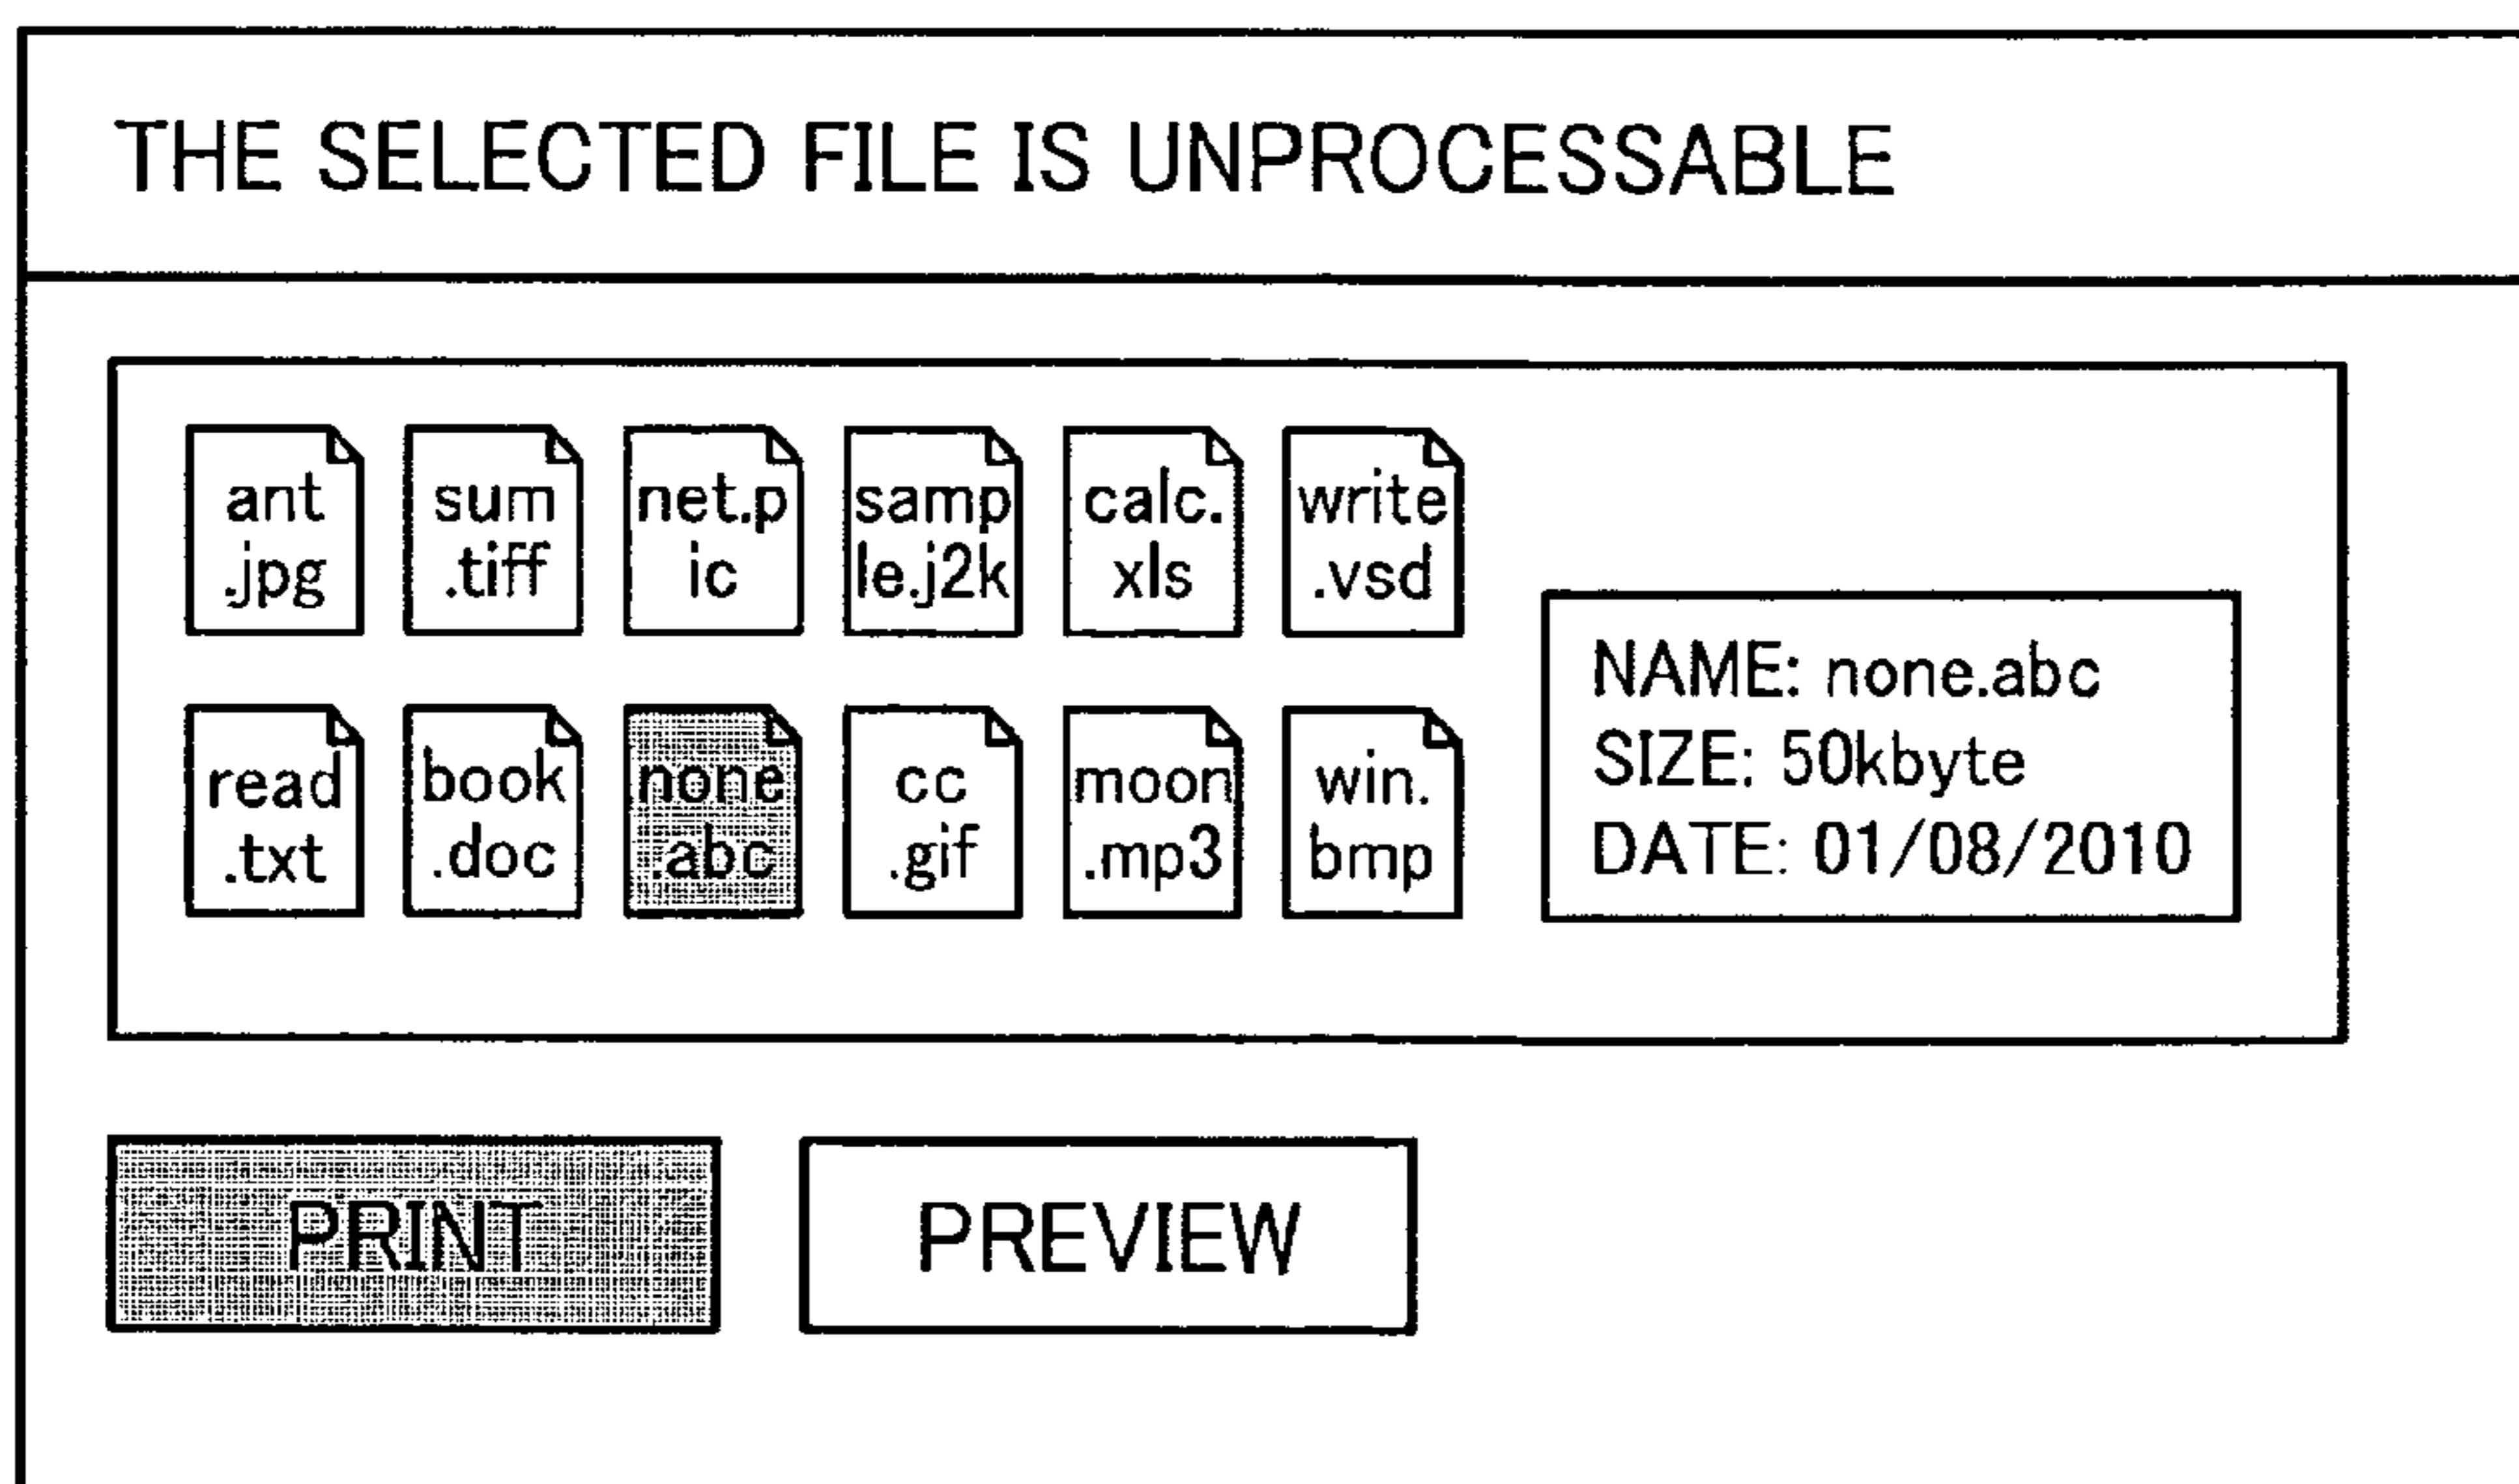 THE SELECTED FILE IS UNPROCESSABLE
ant
.jpg
sum
.tiff
net.p
ic
samp
le.j2k
calc.
xls
write
.vsd
read
.txt
book
.doc
none
.abc
cc
.gif
moon
.mp3
win.
bmp
NAME: none.abc
SIZE: 50kbyte
DATE: 01/08/2010
PRINT
PREVIEW